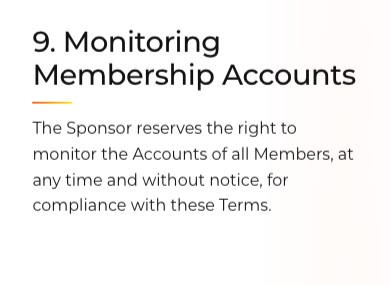 9. Monitoring
Membership Accounts
The Sponsor reserves the right to
monitor the Accounts of all Members, at
any time and without notice, for
compliance with these Terms.